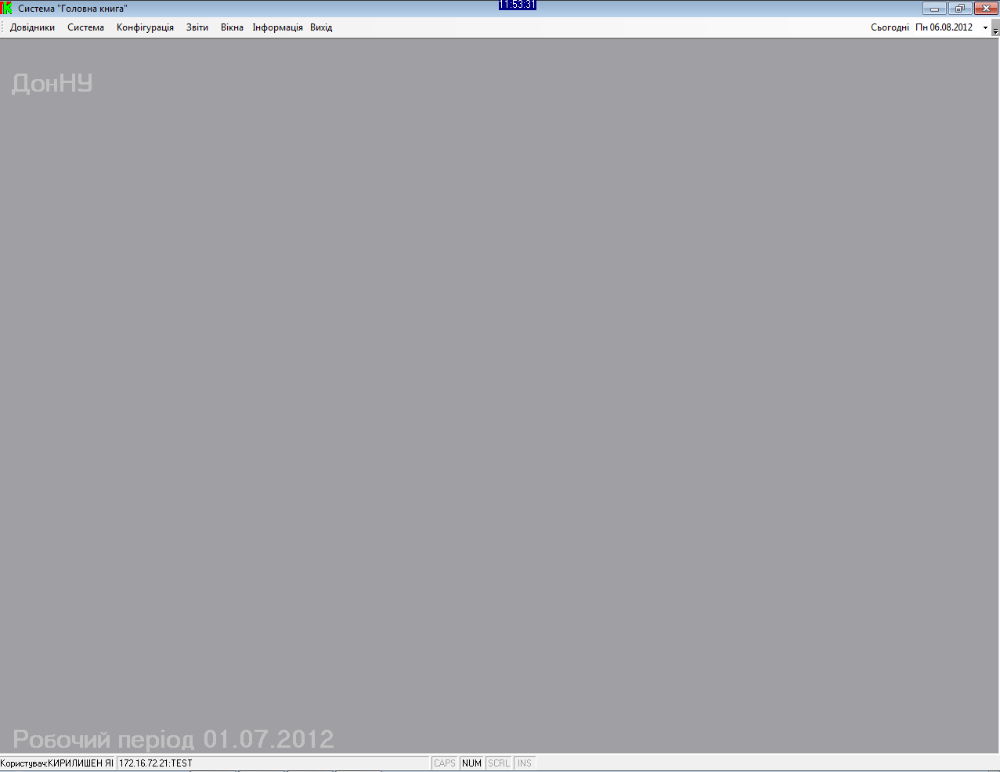 Система "Головна книга" 11:53:31
Довідники Система Конфігурація Звіти Вікна Інформація Вихід Сьогодні Пн 06.08.2012
ДонНУ
Робочий період 01.07.2012
Користувач:КИРИЛИШЕН ЯІ 172.16.72.21:TEST CAPS NUM SCRL INS